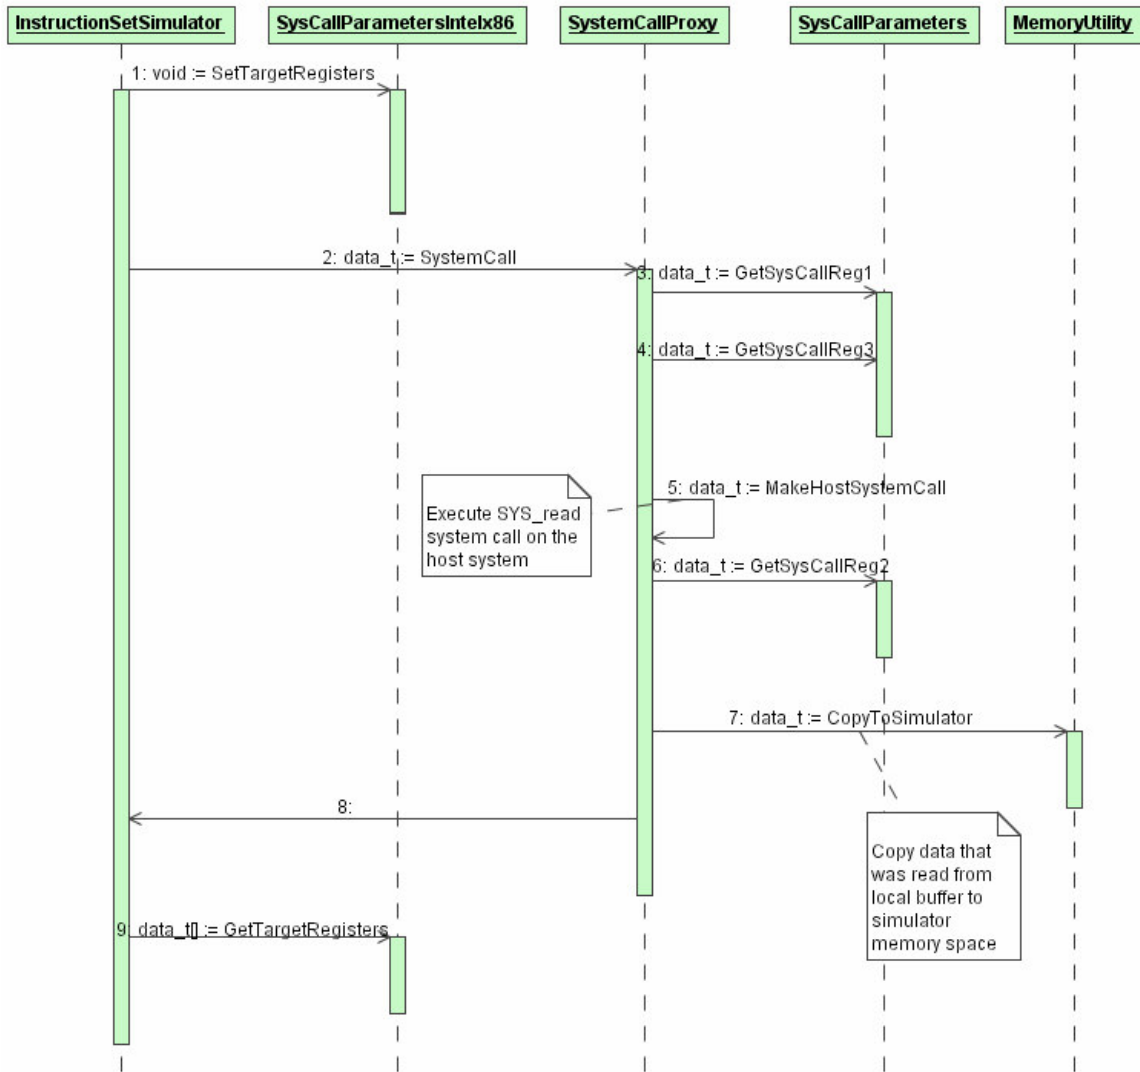 InstructionSetSimulator
SysCallParametersIntelx86
SystemCallProxy
SysCallParameters
MemoryUtility
1: void := SetTargetRegisters
2: data_t := SystemCall
3: data_t := GetSysCallReg1
4: data_t := GetSysCallReg3
5: data_t := MakeHostSystemCall
Execute SYS_read
system call on the
host system
6: data_t := GetSysCallReg2
7: data_t := CopyToSimulator
8:
Copy data that
was read from
local buffer to
simulator
memory space
9: data_t[] := GetTargetRegisters